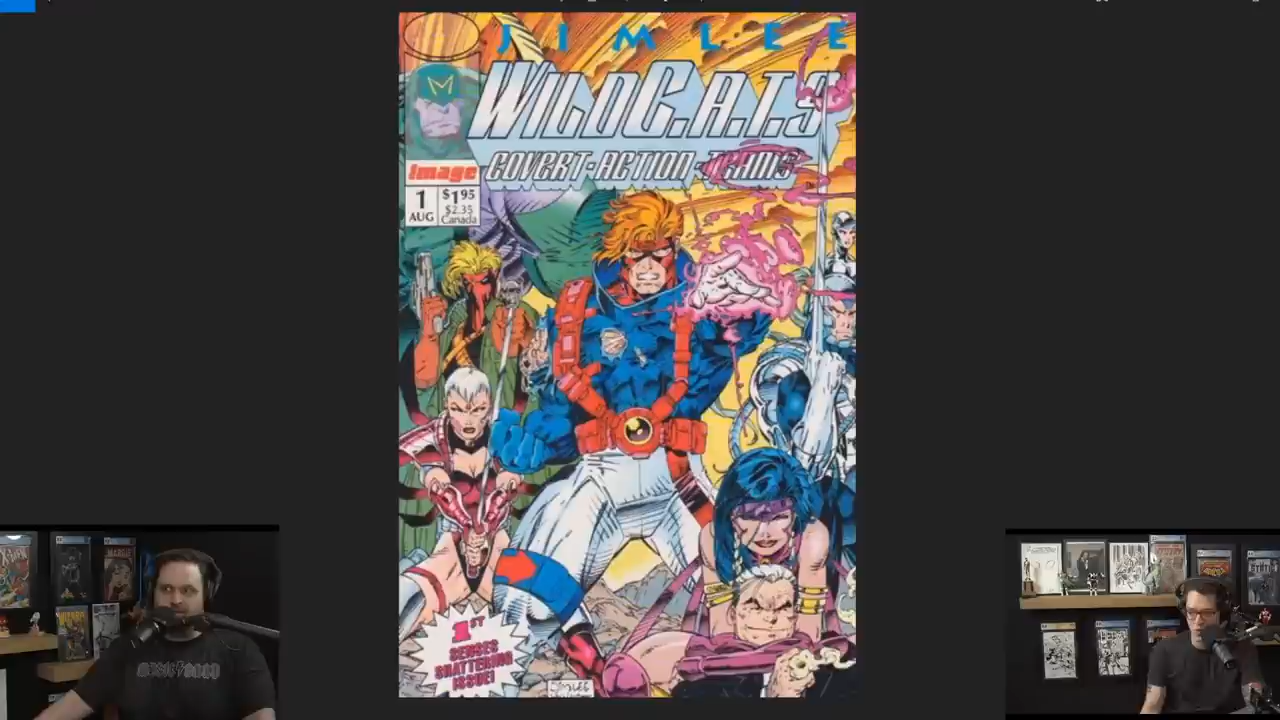 JIM LEE
WILDC.A.T.S
COVERT-ACTION-TEAMS
image
1
AUG
$1.95
$2.35
Canada
1ST
SENSES
SHATTERING
ISSUE!